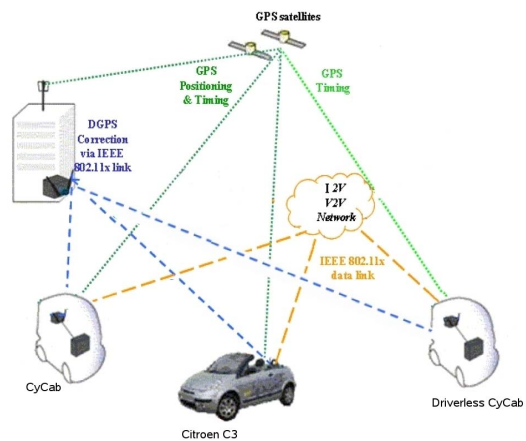 GPS satellites
GPS
Positioning
& Timing
GPS
Timing
DGPS
Correction
via IEEE
802.11x link
I 2V
V2V
Network
IEEE 802.11x
data link
CyCab
Citroen C3
Driverless CyCab